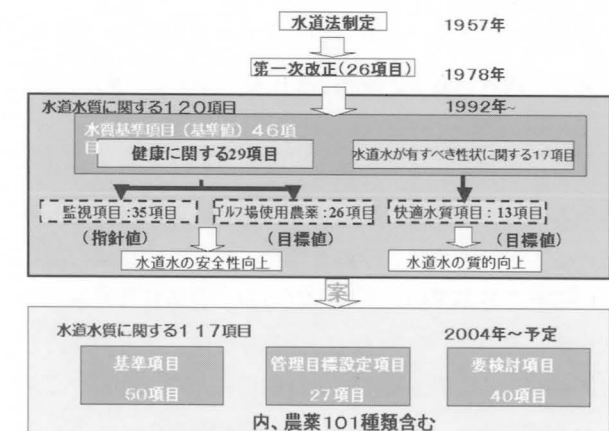 水道法制定 1957年
第一次改正(26項目) 1978年
水道水質に関する120項目 1992年~
水質基準項目(基準値)46項
目
健康に関する29項目 水道水が有すべき性状に関する17項目
監視項目:35項目 ゴルフ場使用農薬:26項目 快適水質項目:13項目
(指針値) (目標値) (目標値)
水道水の安全性向上 水道水の質的向上
案
水道水質に関する117項目 2004年~予定
基準項目 管理目標設定項目 要検討項目
50項目 27項目 40項目
内、農薬101種類含む